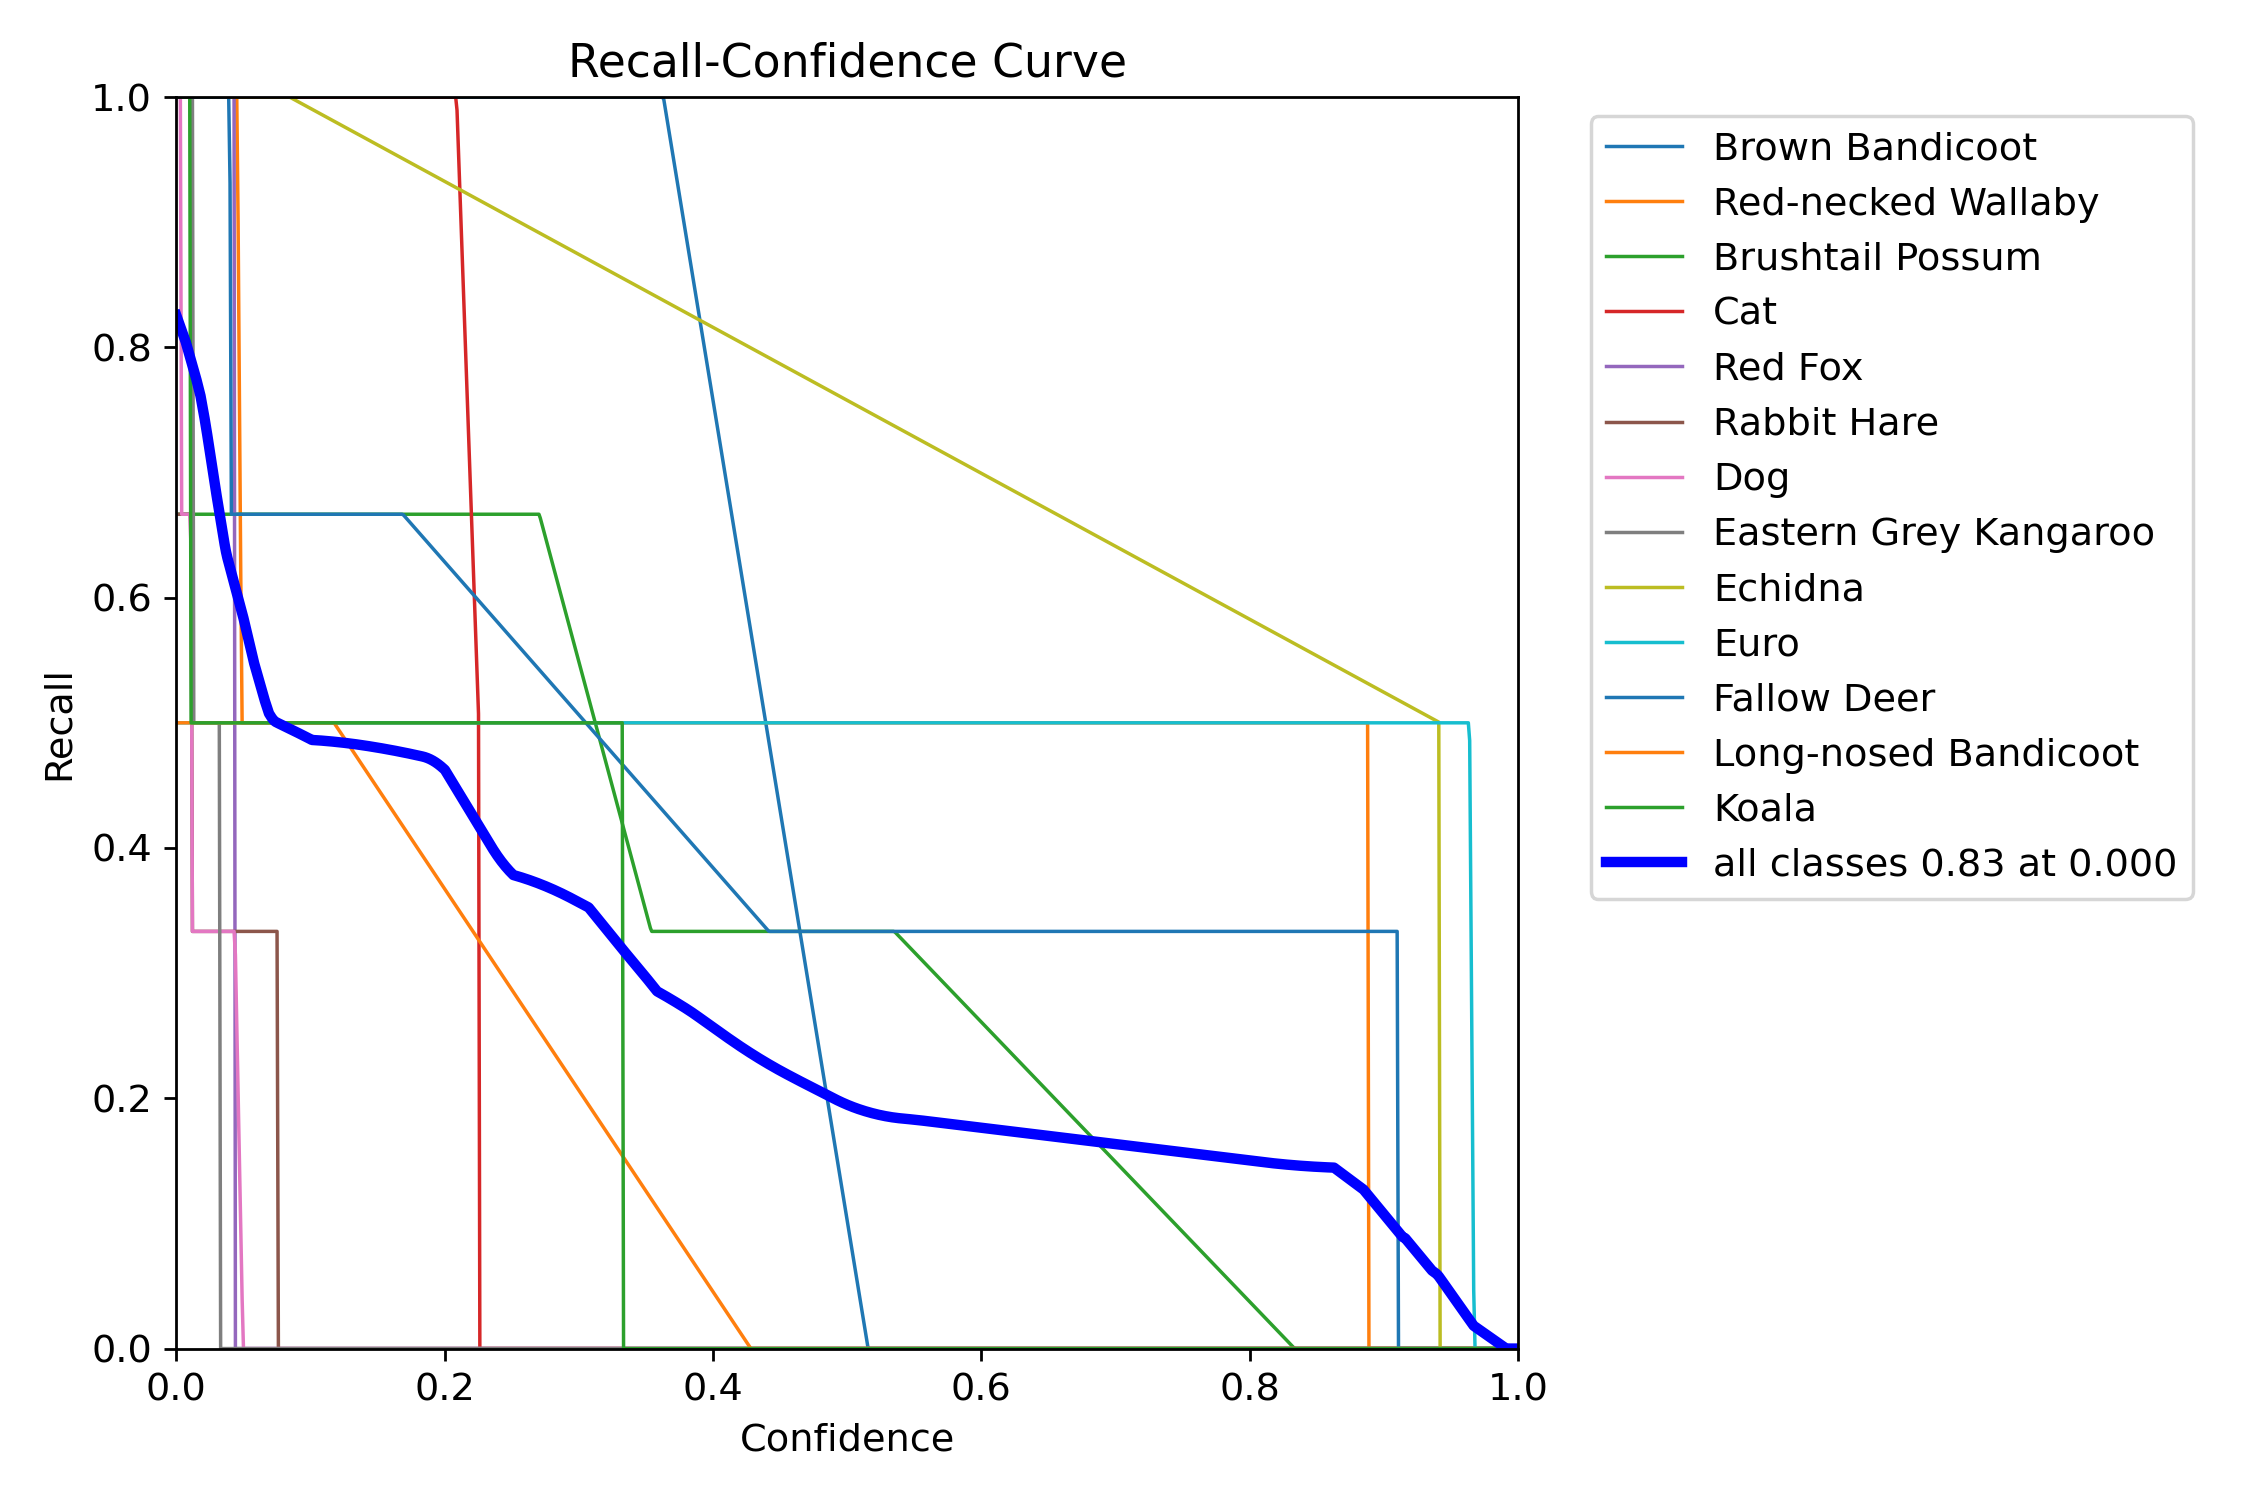 Recall-Confidence Curve
1.0
0.8
0.6
0.4
0.2
0.0
Recall
0.0 0.2 0.4 0.6 0.8 1.0
Confidence
Brown Bandicoot
Red-necked Wallaby
Brushtail Possum
Cat
Red Fox
Rabbit Hare
Dog
Eastern Grey Kangaroo
Echidna
Euro
Fallow Deer
Long-nosed Bandicoot
Koala
all classes 0.83 at 0.000